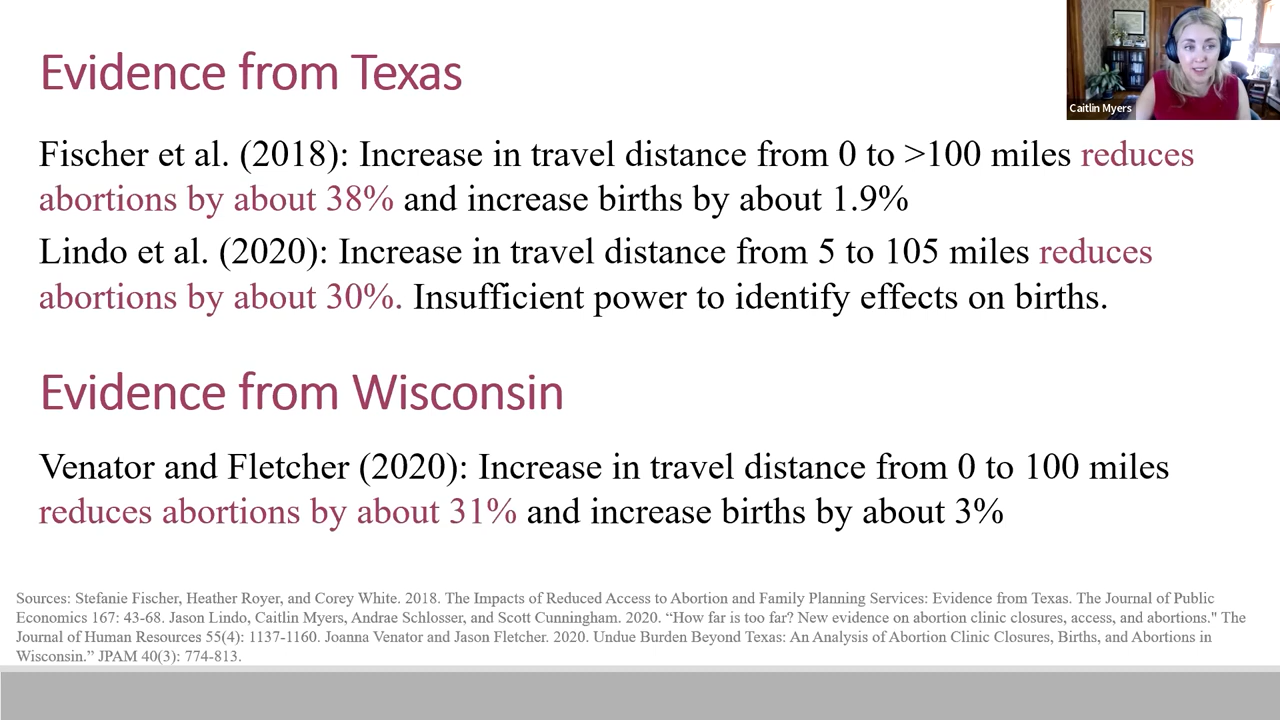 Evidence from Texas
Caitlin Myers
Fischer et al. (2018): Increase in travel distance from 0 to >100 miles reduces
abortions by about 38% and increase births by about 1.9%
Lindo et al. (2020): Increase in travel distance from 5 to 105 miles reduces
abortions by about 30%. Insufficient power to identify effects on births.
Evidence from Wisconsin
Venator and Fletcher (2020): Increase in travel distance from 0 to 100 miles
reduces abortions by about 31% and increase births by about 3%
Sources: Stefanie Fischer, Heather Royer, and Corey White. 2018. The Impacts of Reduced Access to Abortion and Family Planning Services: Evidence from Texas. The Journal of Public
Economics 167: 43-68. Jason Lindo, Caitlin Myers, Andrae Schlosser, and Scott Cunningham. 2020. “How far is too far? New evidence on abortion clinic closures, access, and abortions." The
Journal of Human Resources 55(4): 1137-1160. Joanna Venator and Jason Fletcher. 2020. Undue Burden Beyond Texas: An Analysis of Abortion Clinic Closures, Births, and Abortions in
Wisconsin.” JPAM 40(3): 774-813.